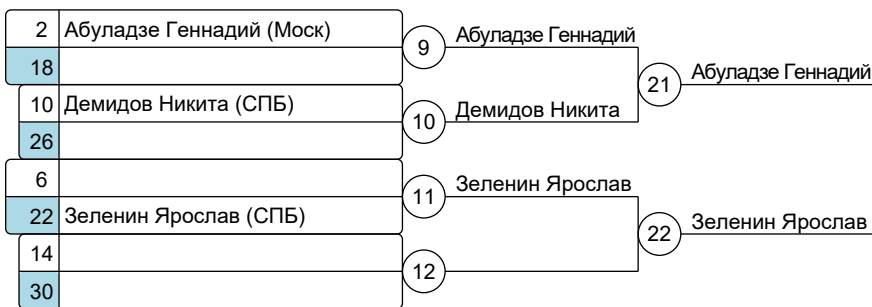 2 Абуладзе Геннадий (Моск)
9 Абуладзе Геннадий
18
21 Абуладзе Геннадий
10 Демидов Никита (СПБ)
10 Демидов Никита
26
6
11 Зеленин Ярослав
22 Зеленин Ярослав (СПБ)
22 Зеленин Ярослав
14
12
30